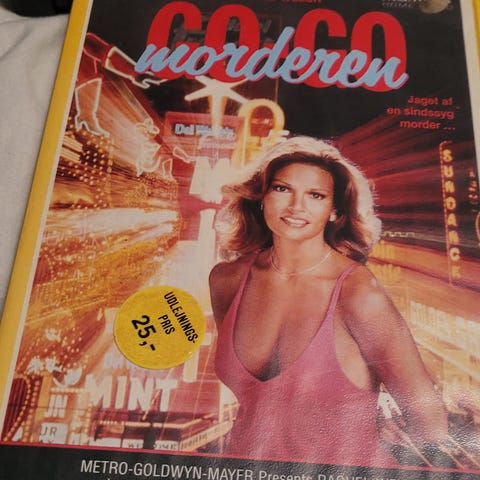 HOME
GO-GO
morderen
Jaget af
en sindssyg
morder ...
Del Webb's
SUNDANCE
UDLEJNINGS-
PRIS
25,-
MINT
METRO-GOLDWYN-MAYER Presents